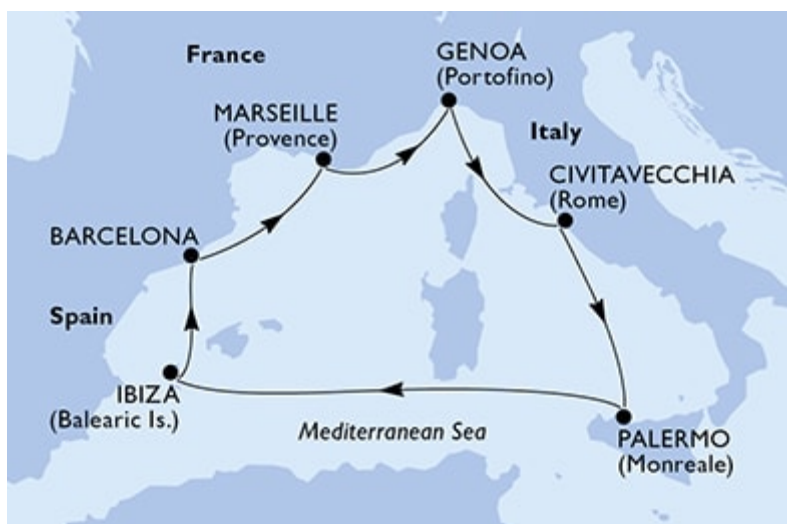 France
GENOA
(Portofino)
MARSEILLE
(Provence)
Italy
CIVITAVECCHIA
(Rome)
BARCELONA
Spain
IBIZA
(Balearic Is.)
Mediterranean Sea
PALERMO
(Monreale)